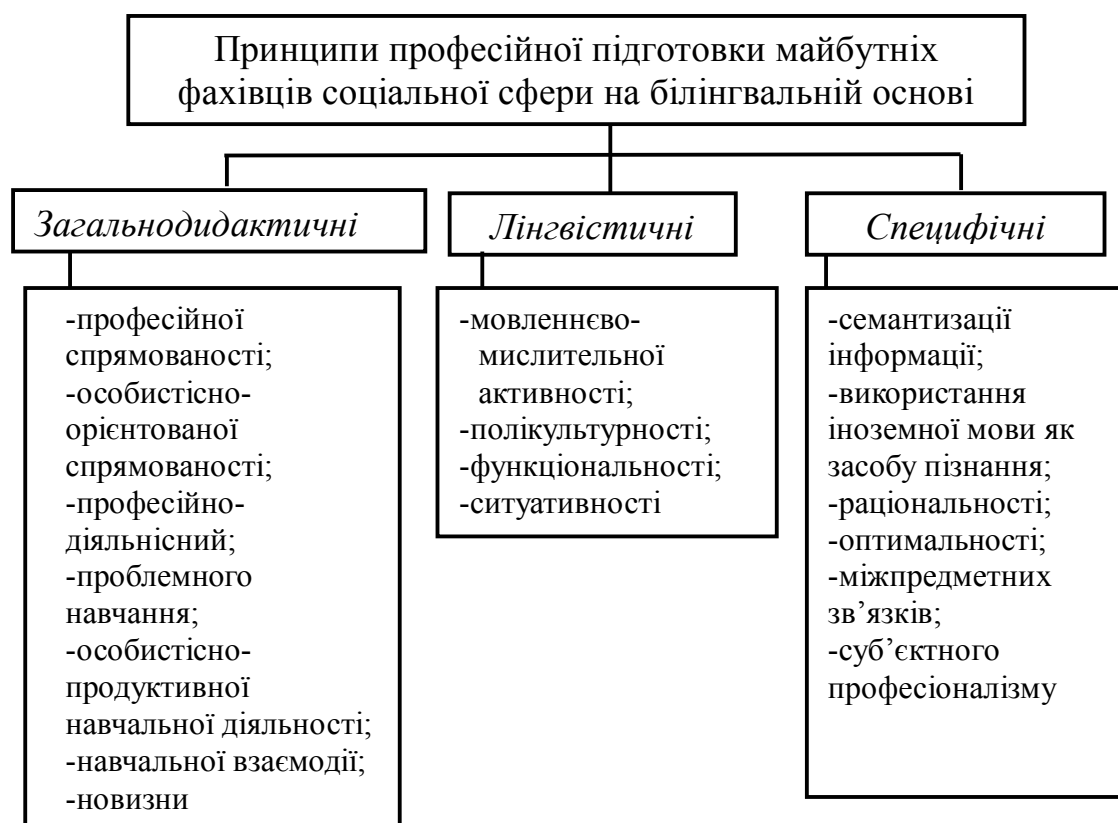 Принципи професійної підготовки майбутніх
фахівців соціальної сфери на білінгвальній основі
Загальнодидактичні
-професійної
спрямованості;
-особистісно-
орієнтованої
спрямованості;
-професійно-
діяльнісний;
-проблемного
навчання;
-особистісно-
продуктивної
навчальної діяльності;
-навчальної взаємодії;
-новизни
Лінгвістичні
-мовленнєво-
мислительної
активності;
-полікультурності;
-функціональності;
-ситуативності
Специфічні
-семантизації
інформації;
-використання
іноземної мови як
засобу пізнання;
-раціональності;
-оптимальності;
-міжпредметних
зв’язків;
-суб’єктного
професіоналізму